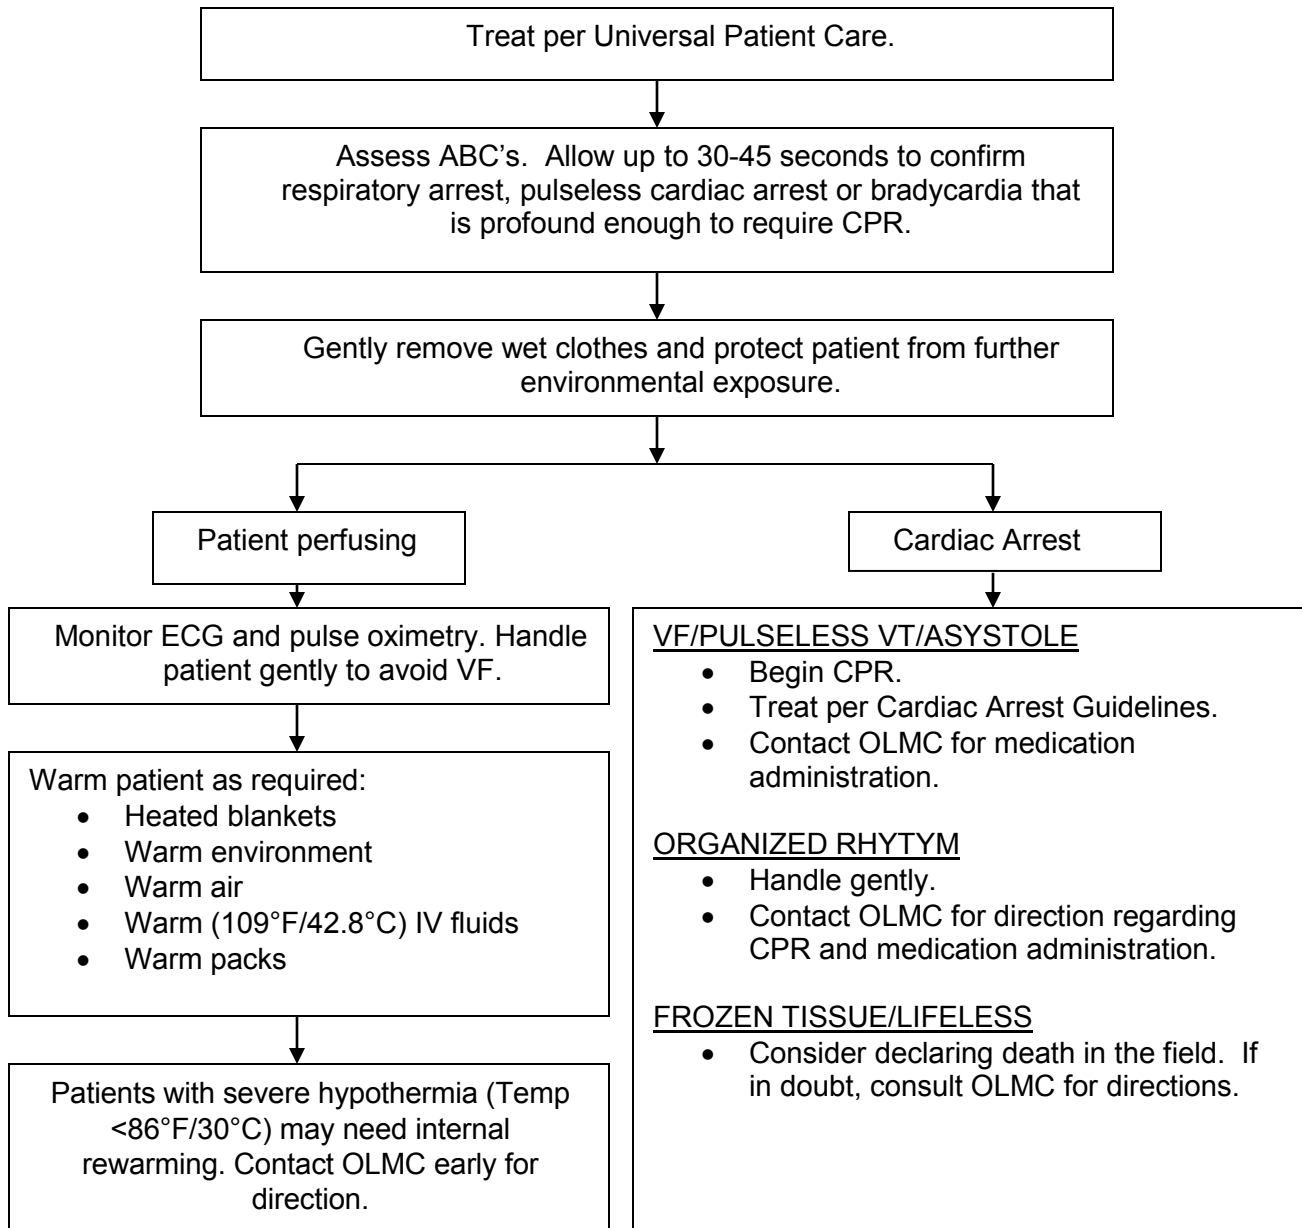 Treat per Universal Patient Care.
Assess ABC’s.  Allow up to 30-45 seconds to confirm
respiratory arrest, pulseless cardiac arrest or bradycardia that
is profound enough to require CPR.
Gently remove wet clothes and protect patient from further
environmental exposure.
Patient perfusing
Monitor ECG and pulse oximetry. Handle
patient gently to avoid VF.
Warm patient as required:
• Heated blankets
• Warm environment
• Warm air
• Warm (109°F/42.8°C) IV fluids
• Warm packs
Patients with severe hypothermia (Temp
<86°F/30°C) may need internal
rewarming. Contact OLMC early for
direction.
Cardiac Arrest
VF/PULSELESS VT/ASYSTOLE
• Begin CPR.
• Treat per Cardiac Arrest Guidelines.
• Contact OLMC for medication
administration.
ORGANIZED RHYTYM
• Handle gently.
• Contact OLMC for direction regarding
CPR and medication administration.
FROZEN TISSUE/LIFELESS
• Consider declaring death in the field.  If
in doubt, consult OLMC for directions.